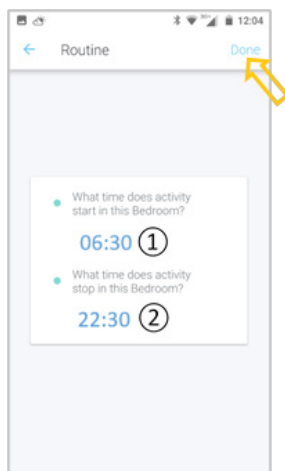 12:04
Routine
Done
What time does activity
start in this Bedroom?
06:30 ①
What time does activity
stop in this Bedroom?
22:30 ②